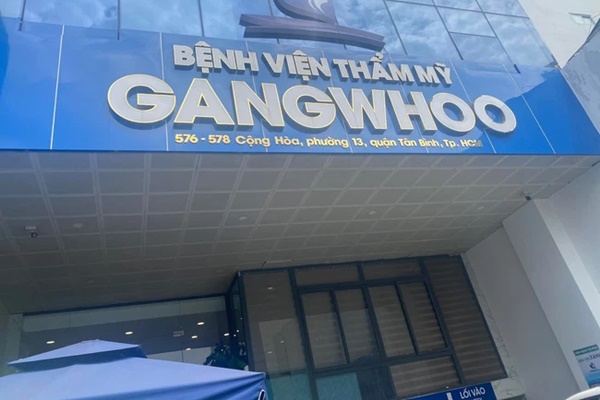 BỆNH VIỆN THẨM MỸ
GANGWHOO
576 - 578 Cộng Hòa, phường 13, quận Tân Bình, Tp. HCM
LỐI VÀO